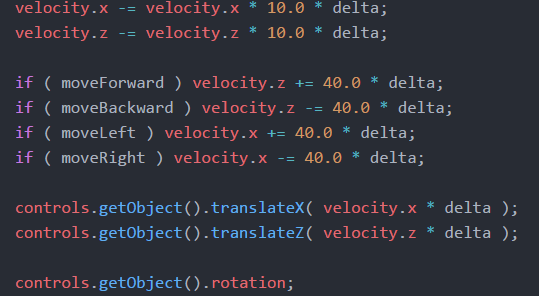 velocity.x -= velocity.x * 10.0 * delta;
velocity.z -= velocity.z * 10.0 * delta;
if ( moveForward ) velocity.z += 40.0 * delta;
if ( moveBackward ) velocity.z -= 40.0 * delta;
if ( moveLeft ) velocity.x += 40.0 * delta;
if ( moveRight ) velocity.x -= 40.0 * delta;
controls.getObject().translateX( velocity.x * delta );
controls.getObject().translateZ( velocity.z * delta );
controls.getObject().rotation;